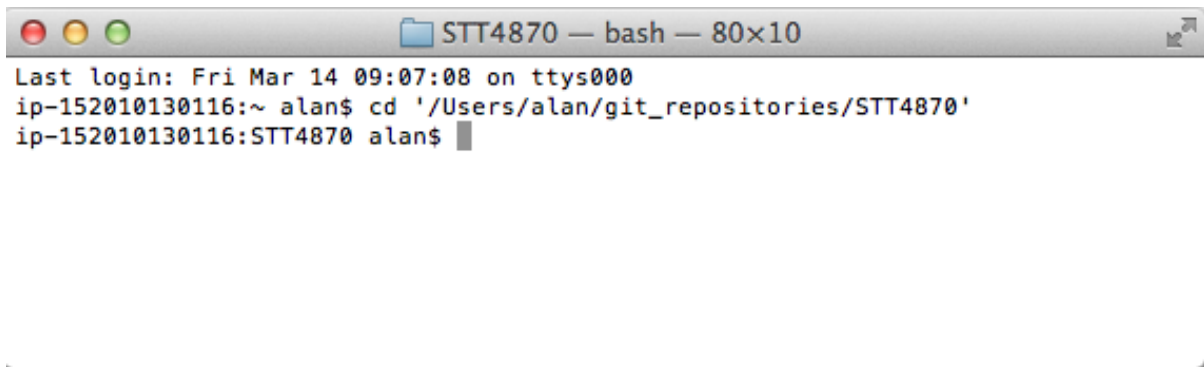 STT4870 — bash — 80×10
Last login: Fri Mar 14 09:07:08 on ttys000
ip-152010130116:~ alan$ cd '/Users/alan/git_repositories/STT4870'
ip-152010130116:STT4870 alan$